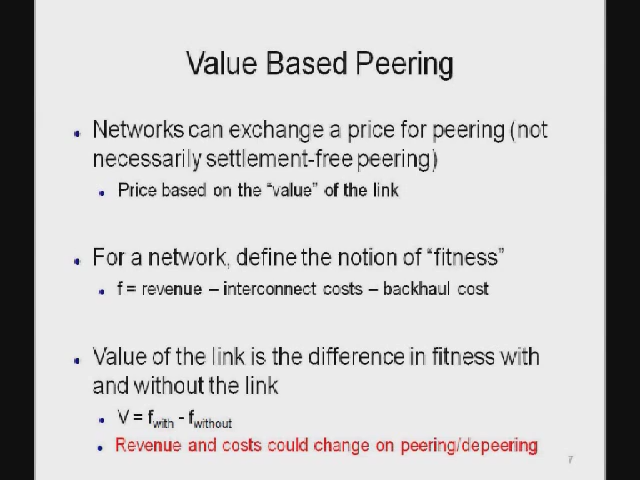 Value Based Peering
• Networks can exchange a price for peering (not
necessarily settlement-free peering)
• Price based on the “value” of the link
• For a network, define the notion of “fitness”
• f = revenue – interconnect costs – backhaul cost
• Value of the link is the difference in fitness with
and without the link
• V = fwith - fwithout
• Revenue and costs could change on peering/depeering
7